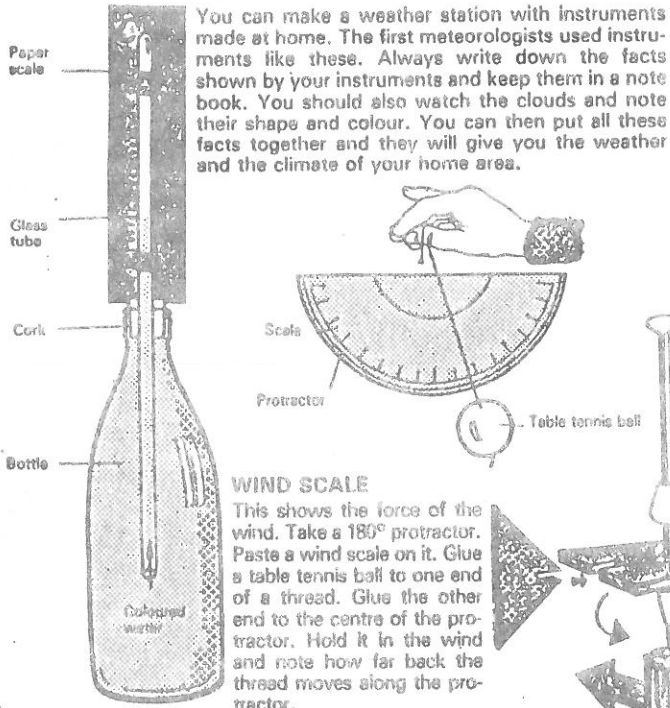 You can make a weather station with instruments
made at home. The first meteorologists used instru-
ments like these. Always write down the facts
shown by your instruments and keep them in a note
book. You should also watch the clouds and note
their shape and colour. You can then put all these
facts together and they will give you the weather
and the climate of your home area.
Paper
scale
Glass
tube
Cork
Bottle
Coloured
water
Scale
Protractor
Table tennis ball
WIND SCALE
This shows the force of the
wind. Take a 180° protractor.
Paste a wind scale on it. Glue
a table tennis ball to one end
of a thread. Glue the other
end to the centre of the pro-
tractor. Hold it in the wind
and note how far back the
thread moves along the pro-
tractor.